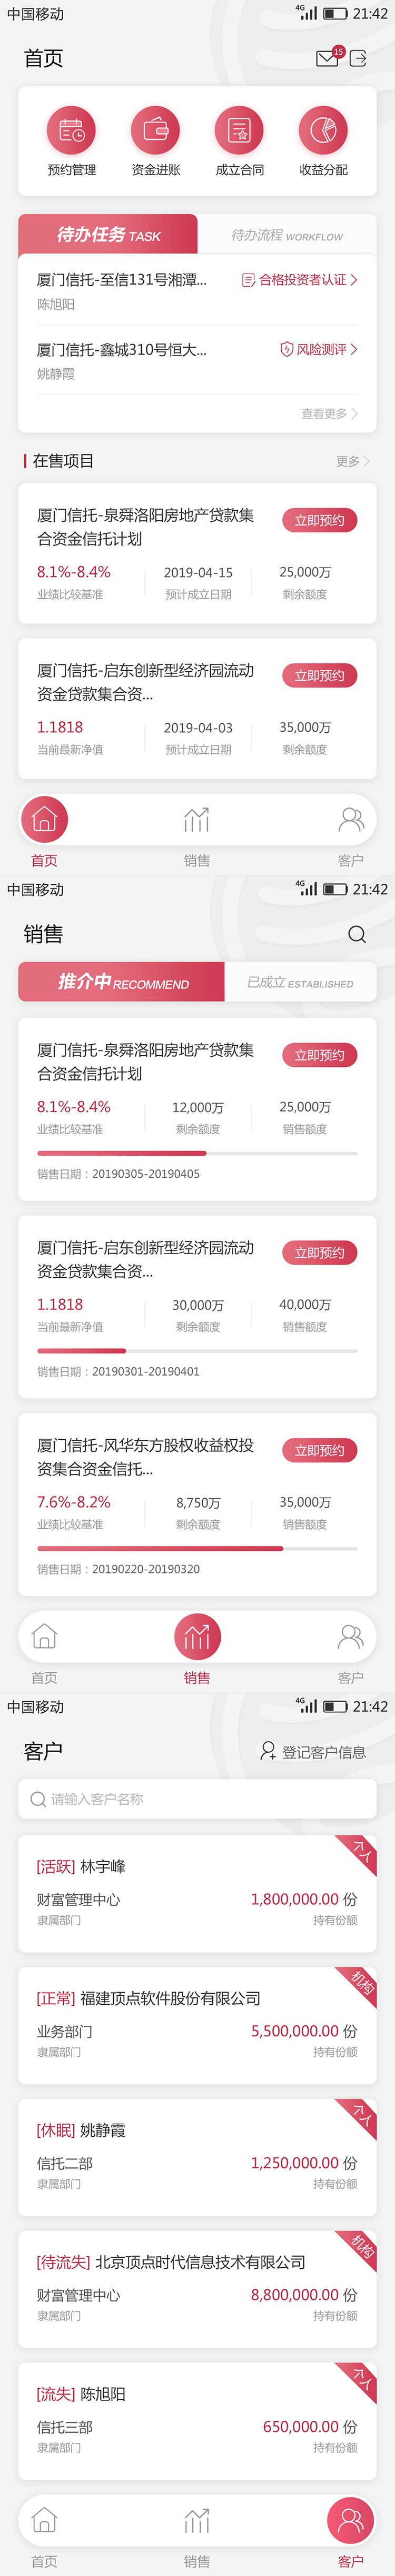 中国移动 4G 21:42
首页 15
预约管理 资金进账 成立合同 收益分配
待办任务 TASK 待办流程 WORKFLOW
厦门信托-至信131号湘潭... 合格投资者认证
陈旭阳
厦门信托-鑫城310号恒大... 风险测评
姚静霞
查看更多
在售项目 更多
厦门信托-泉舜洛阳房地产贷款集 立即预约
合资金信托计划
8.1%-8.4% 2019-04-15 25,000万
业绩比较基准 预计成立日期 剩余额度
厦门信托-启东创新型经济园流动 立即预约
资金贷款集合资...
1.1818 2019-04-03 35,000万
当前最新净值 预计成立日期 剩余额度
首页 销售 客户
中国移动 4G 21:42
销售
推介中 RECOMMEND 已成立 ESTABLISHED
厦门信托-泉舜洛阳房地产贷款集 立即预约
合资金信托计划
8.1%-8.4% 12,000万 25,000万
业绩比较基准 剩余额度 销售额度
销售日期：20190305-20190405
厦门信托-启东创新型经济园流动 立即预约
资金贷款集合资...
1.1818 30,000万 40,000万
当前最新净值 剩余额度 销售额度
销售日期：20190301-20190401
厦门信托-风华东方股权收益权投 立即预约
资集合资金信托...
7.6%-8.2% 8,750万 35,000万
业绩比较基准 剩余额度 销售额度
销售日期：20190220-20190320
首页 销售 客户
中国移动 4G 21:42
客户 登记客户信息
请输入客户名称
[活跃] 林宇峰 个人
财富管理中心 1,800,000.00 份
隶属部门 持有份额
[正常] 福建顶点软件股份有限公司 机构
业务部门 5,500,000.00 份
隶属部门 持有份额
[休眠] 姚静霞 个人
信托二部 1,250,000.00 份
隶属部门 持有份额
[待流失] 北京顶点时代信息技术有限公司 机构
财富管理中心 8,800,000.00 份
隶属部门 持有份额
[流失] 陈旭阳 个人
信托三部 650,000.00 份
隶属部门 持有份额
首页 销售 客户